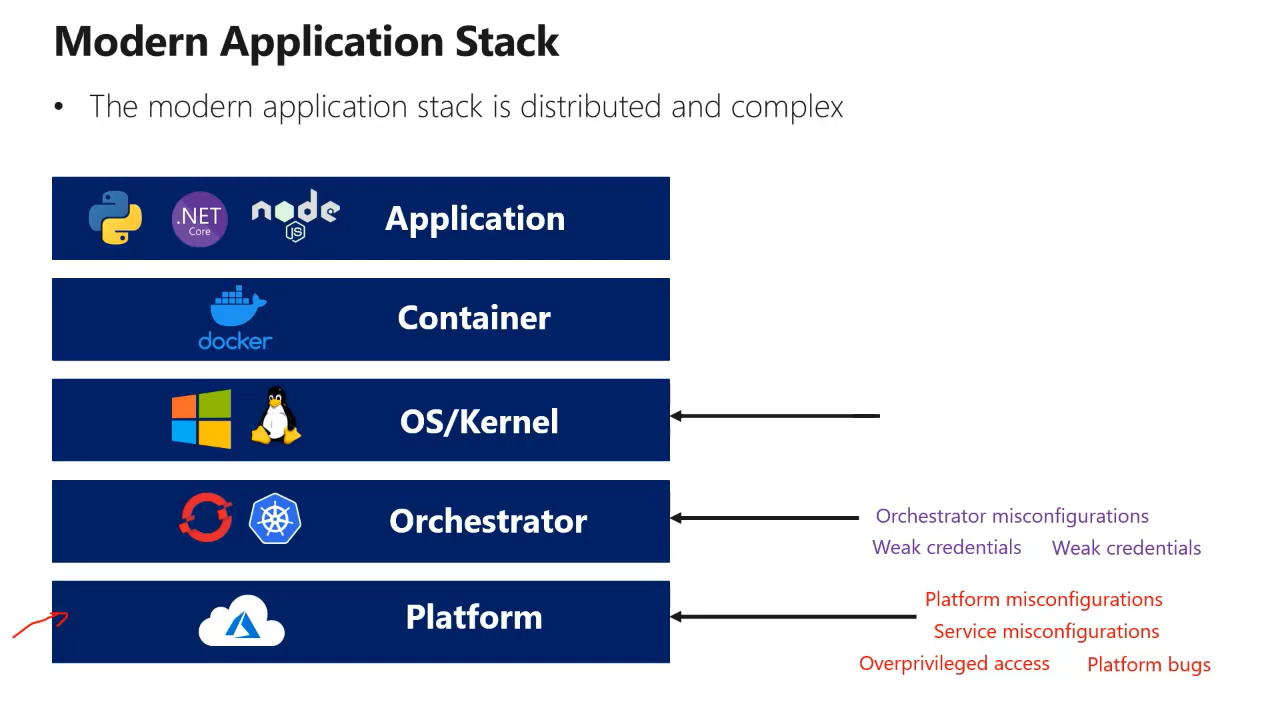 Modern Application Stack
• The modern application stack is distributed and complex
.NET
Core
node
JS
Application
docker
Container
OS/Kernel
Orchestrator
Orchestrator misconfigurations
Weak credentials Weak credentials
Platform
Platform misconfigurations
Service misconfigurations
Overprivileged access Platform bugs